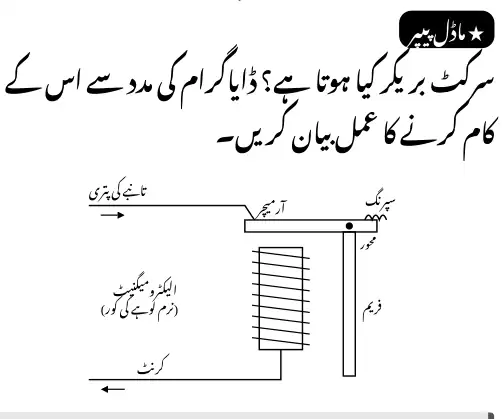 ★ ماڈل پیپر
سرکٹ بریکر کیا ہوتا ہے؟ ڈایاگرام کی مدد سے اس کے
کام کرنے کا عمل بیان کریں۔
تانبے کی پتری
آرمیچر
سپرنگ
محور
الیکٹرومیگنیٹ
(نرم لوہے کی کور)
فریم
کرنٹ